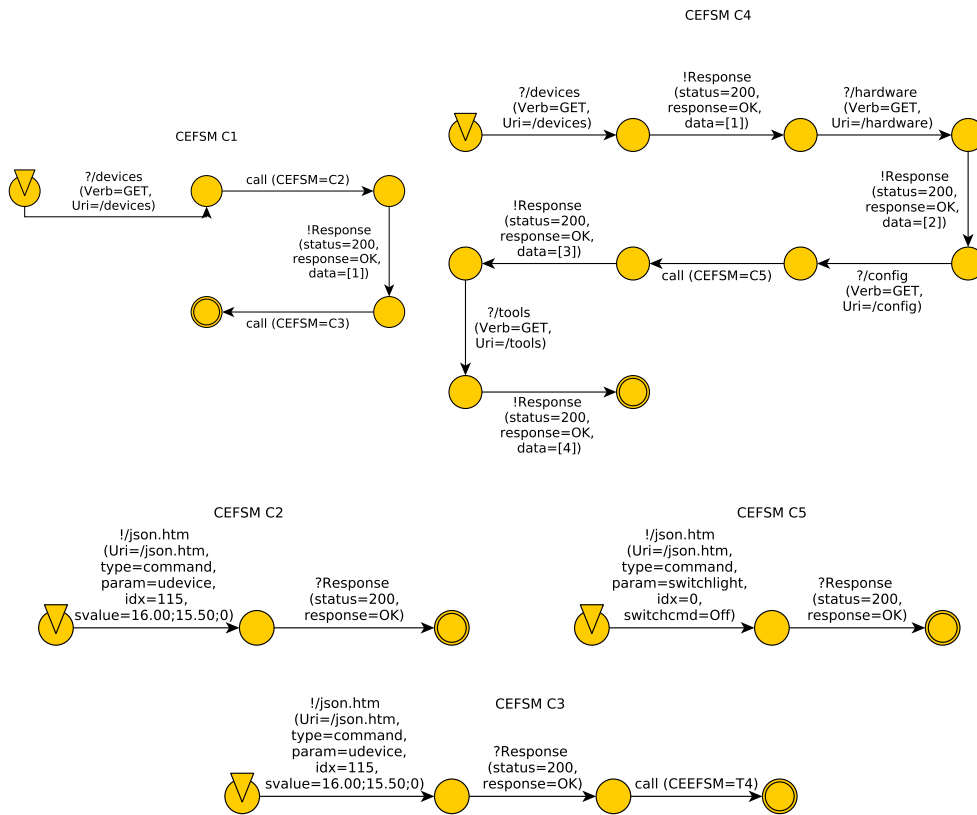 CEFSM C4
?/devices
(Verb=GET,
Uri=/devices)
!Response
(status=200,
response=OK,
data=[1])
?/hardware
(Verb=GET,
Uri=/hardware)
!Response
(status=200,
response=OK,
data=[2])
?/config
(Verb=GET,
Uri=/config)
call (CEFSM=C5)
!Response
(status=200,
response=OK,
data=[3])
?/tools
(Verb=GET,
Uri=/tools)
!Response
(status=200,
response=OK,
data=[4])
CEFSM C1
?/devices
(Verb=GET,
Uri=/devices)
call (CEFSM=C2)
!Response
(status=200,
response=OK,
data=[1])
call (CEFSM=C3)
CEFSM C2
!/json.htm
(Uri=/json.htm,
type=command,
param=udevice,
idx=115,
svalue=16.00;15.50;0)
?Response
(status=200,
response=OK)
CEFSM C5
!/json.htm
(Uri=/json.htm,
type=command,
param=switchlight,
idx=0,
switchcmd=Off)
?Response
(status=200,
response=OK)
CEFSM C3
!/json.htm
(Uri=/json.htm,
type=command,
param=udevice,
idx=115,
svalue=16.00;15.50;0)
?Response
(status=200,
response=OK)
call (CEEFSM=T4)